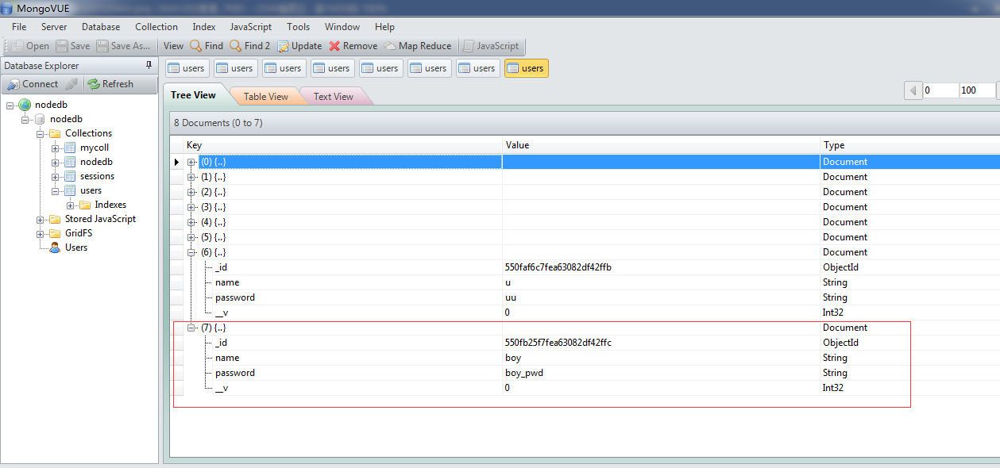 MongoVUE
File Server Database Collection Index JavaScript Tools Window Help
Open Save Save As... View Find Find 2 Update Remove Map Reduce JavaScript
Database Explorer
Connect Refresh
nodedb
nodedb
Collections
mycoll
nodedb
sessions
users
Indexes
Stored JavaScript
GridFS
Users
users users users users users users users users
Tree View Table View Text View 0 100
8 Documents (0 to 7)
Key Value Type
(0) {..} Document
(1) {..} Document
(2) {..} Document
(3) {..} Document
(4) {..} Document
(5) {..} Document
(6) {..} Document
_id 550faf6c7fea63082df42ffb ObjectId
name u String
password uu String
__v 0 Int32
(7) {..} Document
_id 550fb25f7fea63082df42ffc ObjectId
name boy String
password boy_pwd String
__v 0 Int32